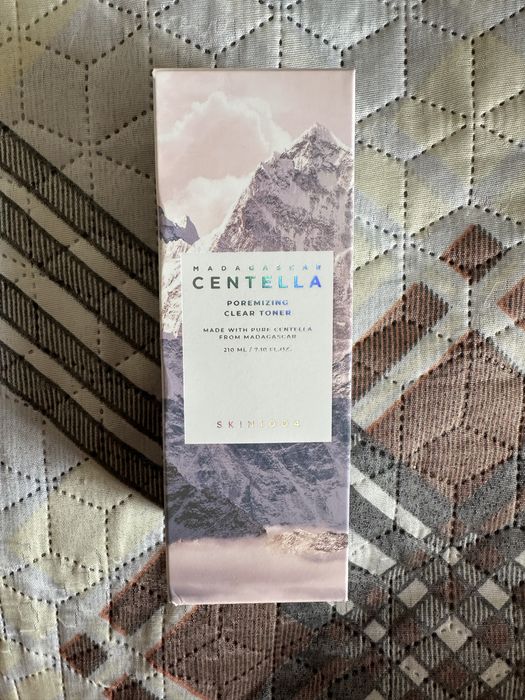 MADAGASCAR
CENTELLA
POREMIZING
CLEAR TONER
MADE WITH PURE CENTELLA
FROM MADAGASCAR
210 ML / 7.10 FL.OZ.
SKIN1004